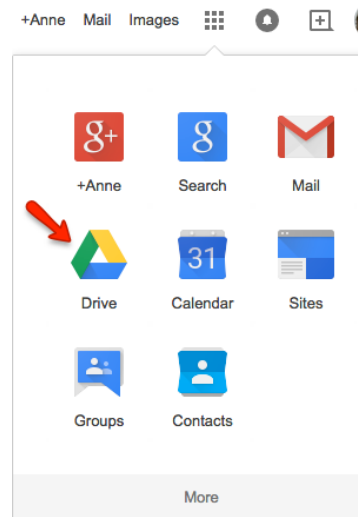 +Anne Mail Images
g+ g
+Anne Search Mail
31
Drive Calendar Sites
Groups Contacts
More